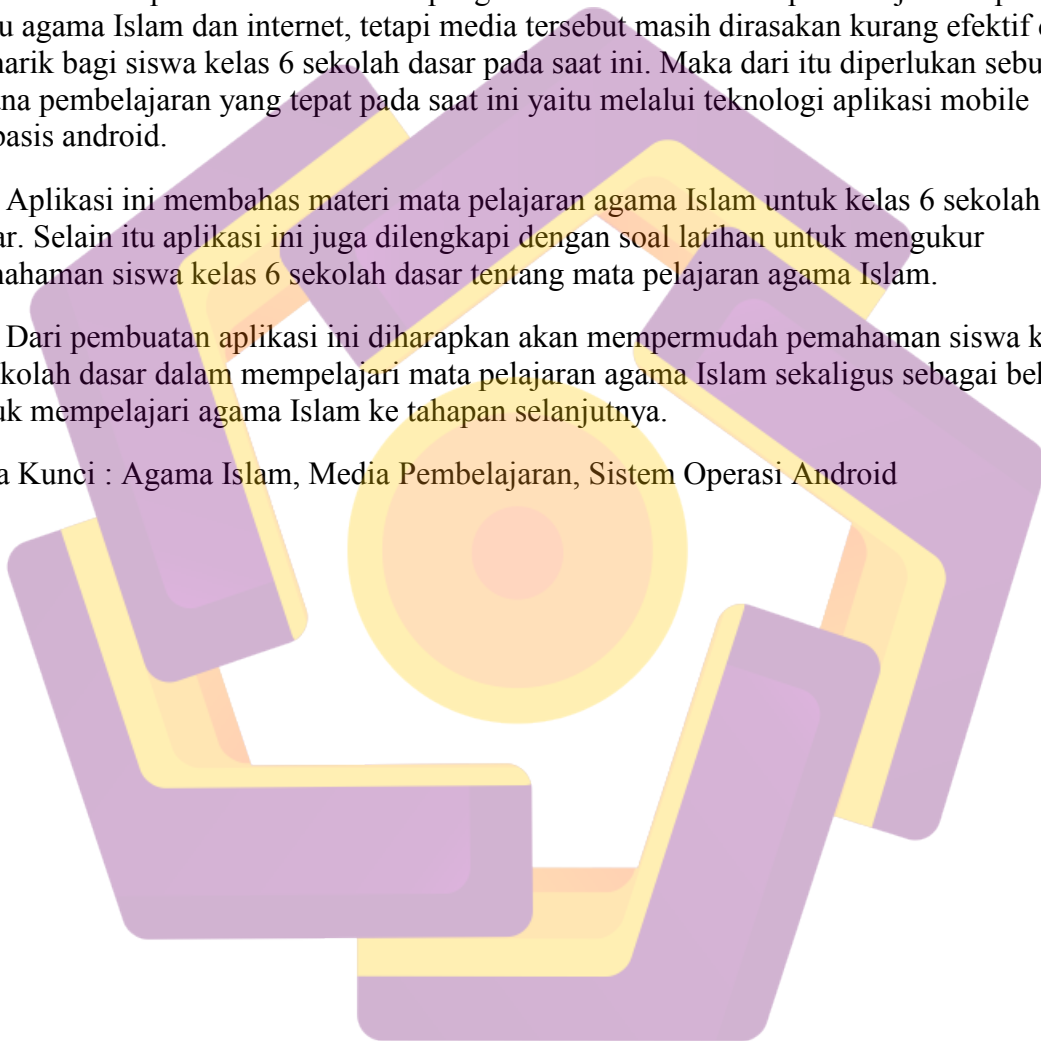 u agama Islam dan internet, tetapi media tersebut masih dirasakan kurang efektif
narik bagi siswa kelas 6 sekolah dasar pada saat ini. Maka dari itu diperlukan sebu
na pembelajaran yang tepat pada saat ini yaitu melalui teknologi aplikasi mobile
basis android.
Aplikasi ini membahas materi mata pelajaran agama Islam untuk kelas 6 sekolah
ar. Selain itu aplikasi ini juga dilengkapi dengan soal latihan untuk mengukur
nahaman siswa kelas 6 sekolah dasar tentang mata pelajaran agama Islam.
Dari pembuatan aplikasi ini diharapkan akan mempermudah pemahaman siswa k
kolah dasar dalam mempelajari mata pelajaran agama Islam sekaligus sebagai bel
uk mempelajari agama Islam ke tahapan selanjutnya.
a Kunci : Agama Islam, Media Pembelajaran, Sistem Operasi Android